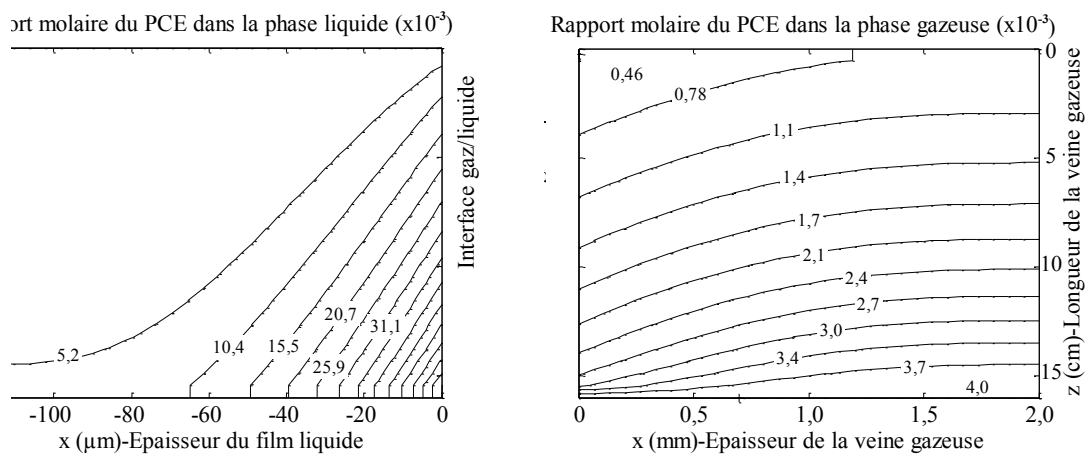 molaire du PCE dans la phase liquide (x10⁻³)
Interface gaz/liquide
5,2
10,4
15,5
20,7
25,9
31,1
-100 -80 -60 -40 -20 0
x (µm)-Epaisseur du film liquide
Rapport molaire du PCE dans la phase gazeuse (x10⁻³)
0,46
0,78
1,1
1,4
1,7
2,1
2,4
2,7
3,0
3,4
3,7
4,0
0
5
10
15
z (cm)-Longueur de la veine gazeuse
0 0,5 1,0 1,5 2,0
x (mm)-Epaisseur de la veine gazeuse